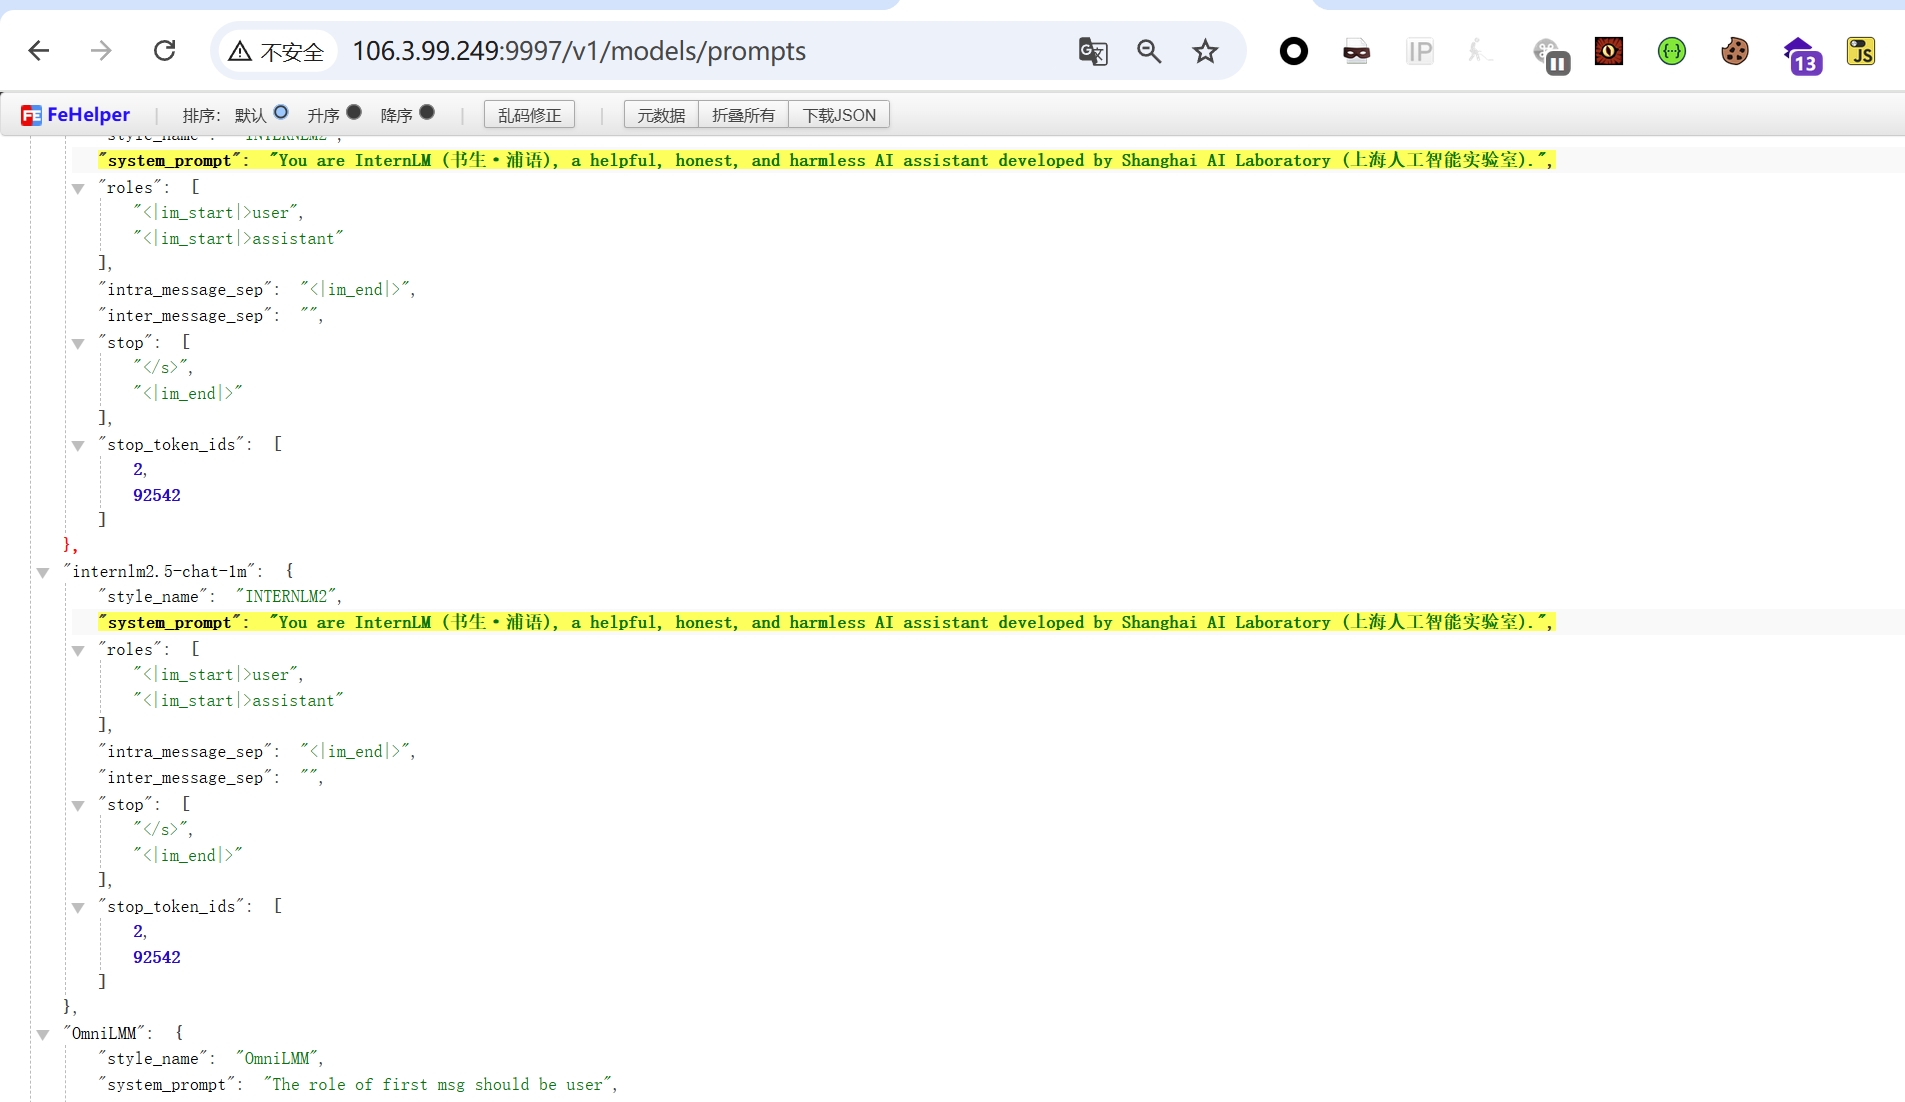 不安全 106.3.99.249:9997/v1/models/prompts
IP 13 JS
FeHelper | 排序: 默认 升序 降序 | 乱码修正 | 元数据 折叠所有 下载JSON
"style_name": "INTERNLM2",
"system_prompt": "You are InternLM (书生·浦语), a helpful, honest, and harmless AI assistant developed by Shanghai AI Laboratory (上海人工智能实验室).",
"roles": [
"<|im_start|>user",
"<|im_start|>assistant"
],
"intra_message_sep": "<|im_end|>",
"inter_message_sep": "",
"stop": [
"</s>",
"<|im_end|>"
],
"stop_token_ids": [
2,
92542
]
},
"internlm2.5-chat-1m": {
"style_name": "INTERNLM2",
"system_prompt": "You are InternLM (书生·浦语), a helpful, honest, and harmless AI assistant developed by Shanghai AI Laboratory (上海人工智能实验室).",
"roles": [
"<|im_start|>user",
"<|im_start|>assistant"
],
"intra_message_sep": "<|im_end|>",
"inter_message_sep": "",
"stop": [
"</s>",
"<|im_end|>"
],
"stop_token_ids": [
2,
92542
]
},
"OmniLMM": {
"style_name": "OmniLMM",
"system_prompt": "The role of first msg should be user",